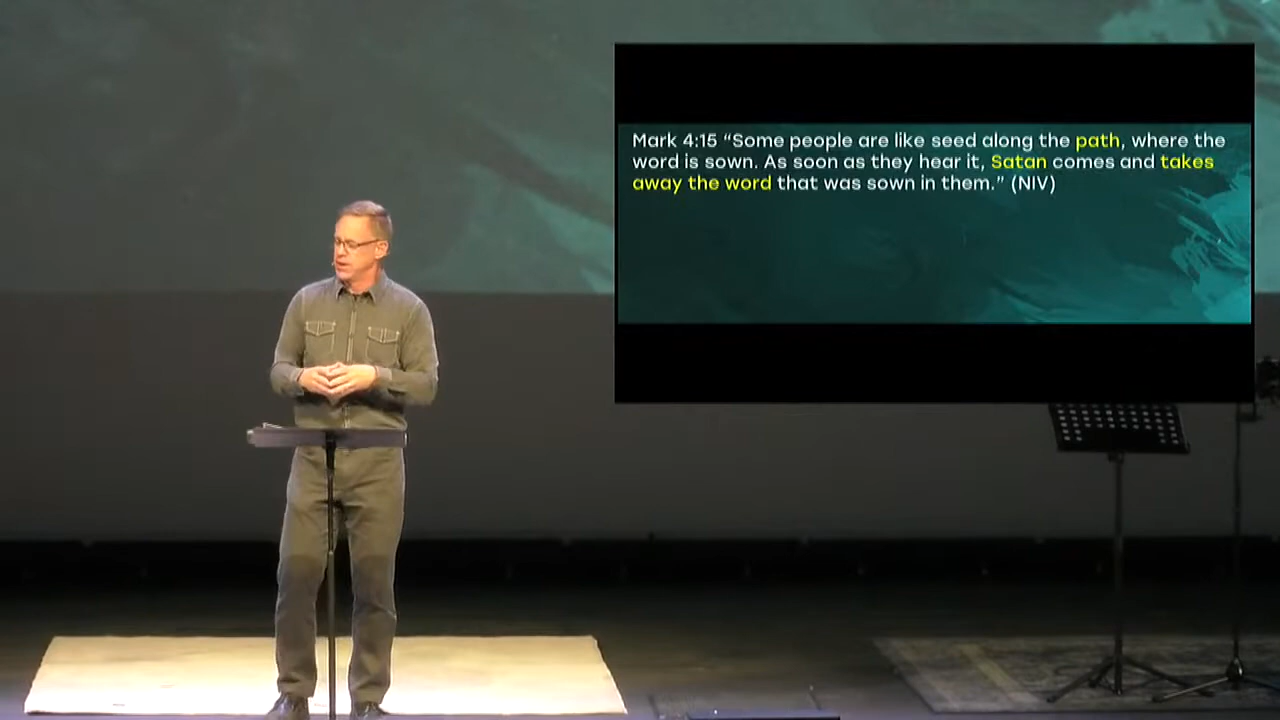 Mark 4:15 “Some people are like seed along the path, where the
word is sown. As soon as they hear it, Satan comes and takes
away the word that was sown in them.” (NIV)